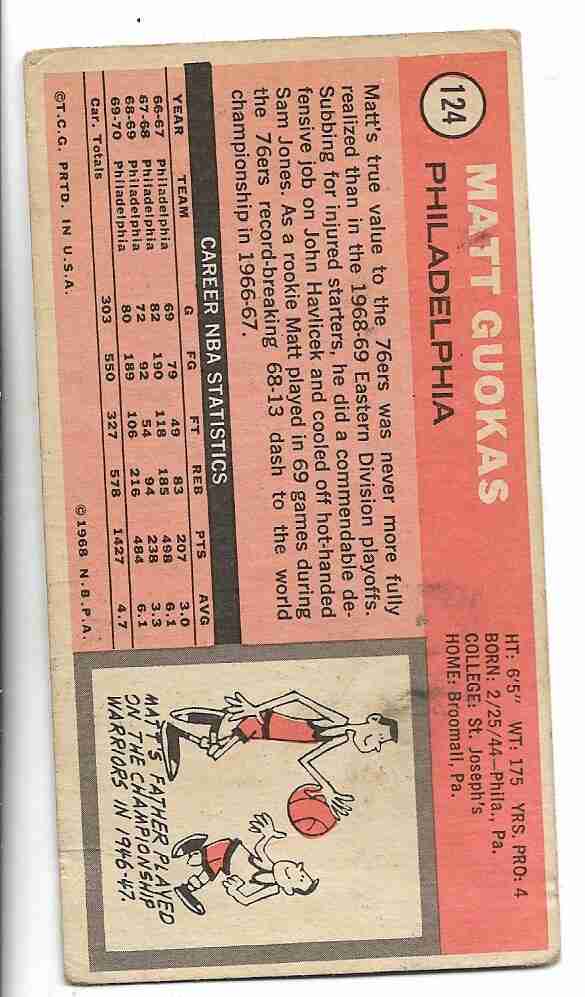 124
MATT GUOKAS
PHILADELPHIA
HT: 6'5" WT: 175 YRS. PRO: 4
BORN: 2/25/44—Phila., Pa.
COLLEGE: St. Joseph's
HOME: Broomall, Pa.
Matt's true value to the 76ers was never more fully
realized than in the 1968-69 Eastern Division playoffs.
Subbing for injured starters, he did a commendable de-
fensive job on John Havlicek and cooled off hot-handed
Sam Jones. As a rookie Matt played in 69 games during
the 76ers record-breaking 68-13 dash to the world
championship in 1966-67.
CAREER NBA STATISTICS
YEAR TEAM G FG FT REB PTS AVG
66-67 Philadelphia 69 79 49 83 207 3.0
67-68 Philadelphia 82 190 118 185 498 6.1
68-69 Philadelphia 72 92 54 94 238 3.3
69-70 Philadelphia 80 189 106 216 484 6.1
Car. Totals 303 550 327 578 1427 4.7
©T.C.G. PRTD. IN U.S.A. ©1968 N.B.P.A.
MATT'S FATHER PLAYED
ON THE CHAMPIONSHIP
WARRIORS IN 1946-47.